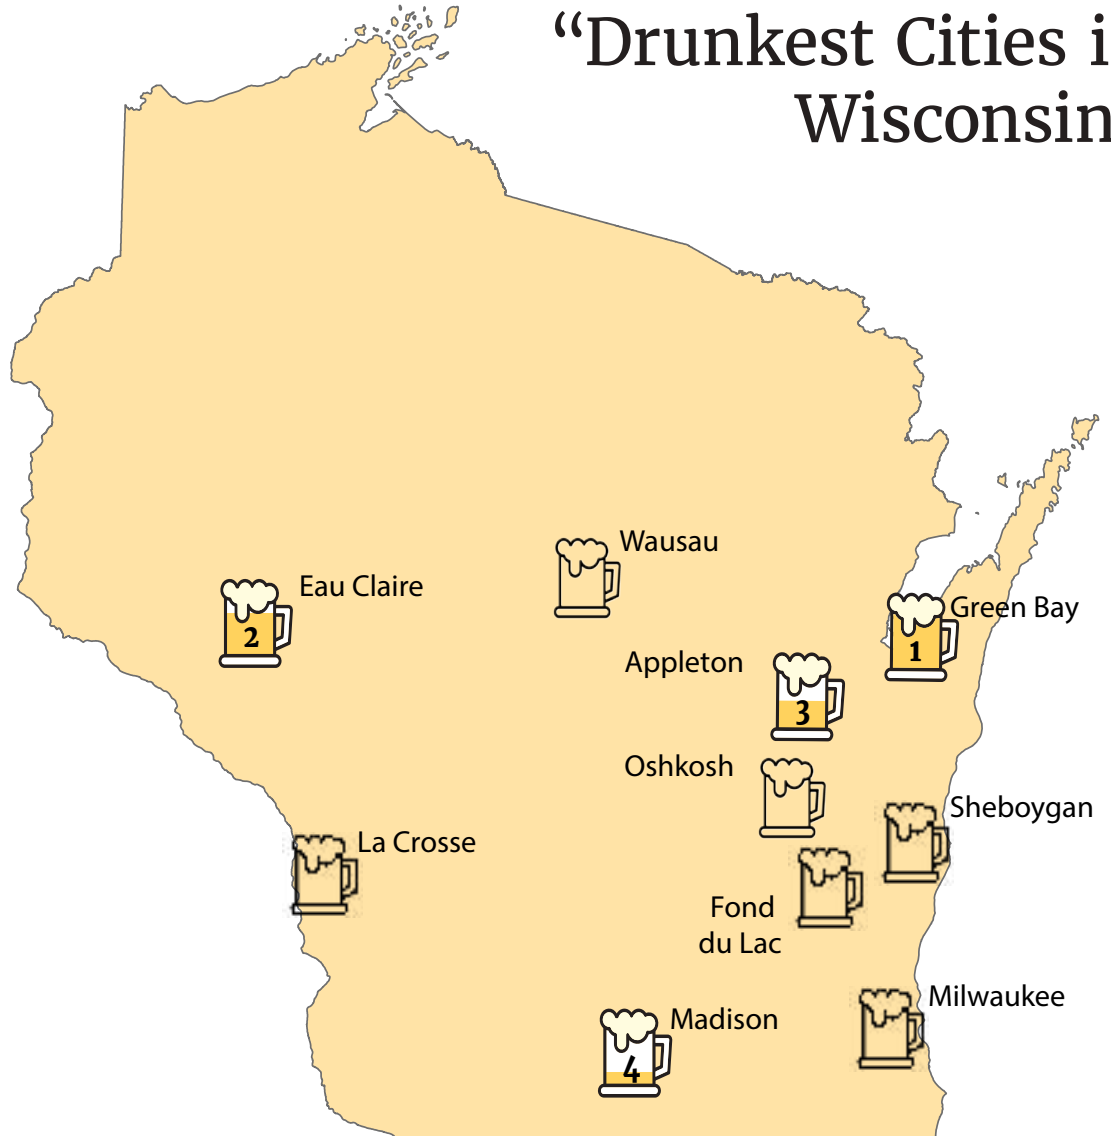 “Drunkest Cities i
Wisconsin
Wausau
Eau Claire
2
Green Bay
1
Appleton
3
Oshkosh
Sheboygan
La Crosse
Fond
du Lac
Milwaukee
Madison
4